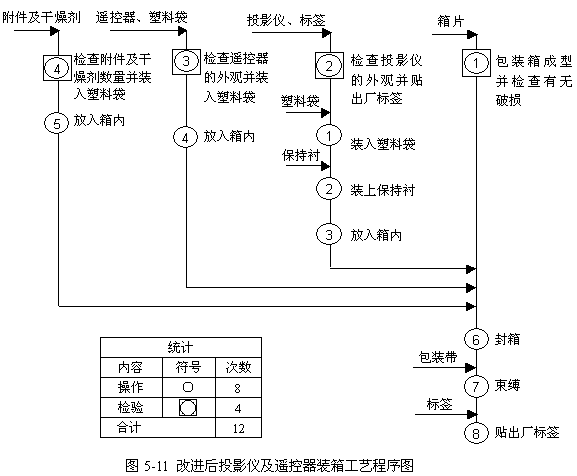 附件及干燥剂
遥控器、塑料袋
投影仪、标签
箱片
4
检查附件及干
燥剂数量并装
入塑料袋
3
检查遥控器
的外观并装
入塑料袋
2
检查投影仪
的外观并贴
出厂标签
1
包装箱成型
并检查有无
破损
塑料袋
5
放入箱内
4
放入箱内
1
装入塑料袋
保持衬
2
装上保持衬
3
放入箱内
6
封箱
包装带
7
束缚
标签
8
贴出厂标签
统计
内容 符号 次数
操作 8
检验 4
合计 12
图 5-11 改进后投影仪及遥控器装箱工艺程序图